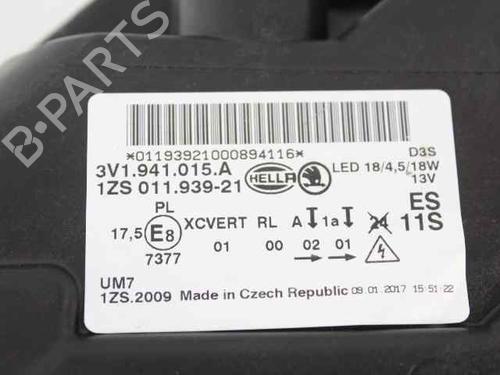 B-PARTS
*01193921000894116*
3V1.941.015.A
1ZS 011.939-21
HELLA
D3S
LED 18/4,5/18W
13V
PL
17,5 E8
7377
XCVERT RL A 1a
01 00 02 01
24
ES
11S
UM7
1ZS.2009 Made in Czech Republic 09.01.2017 15:51:22